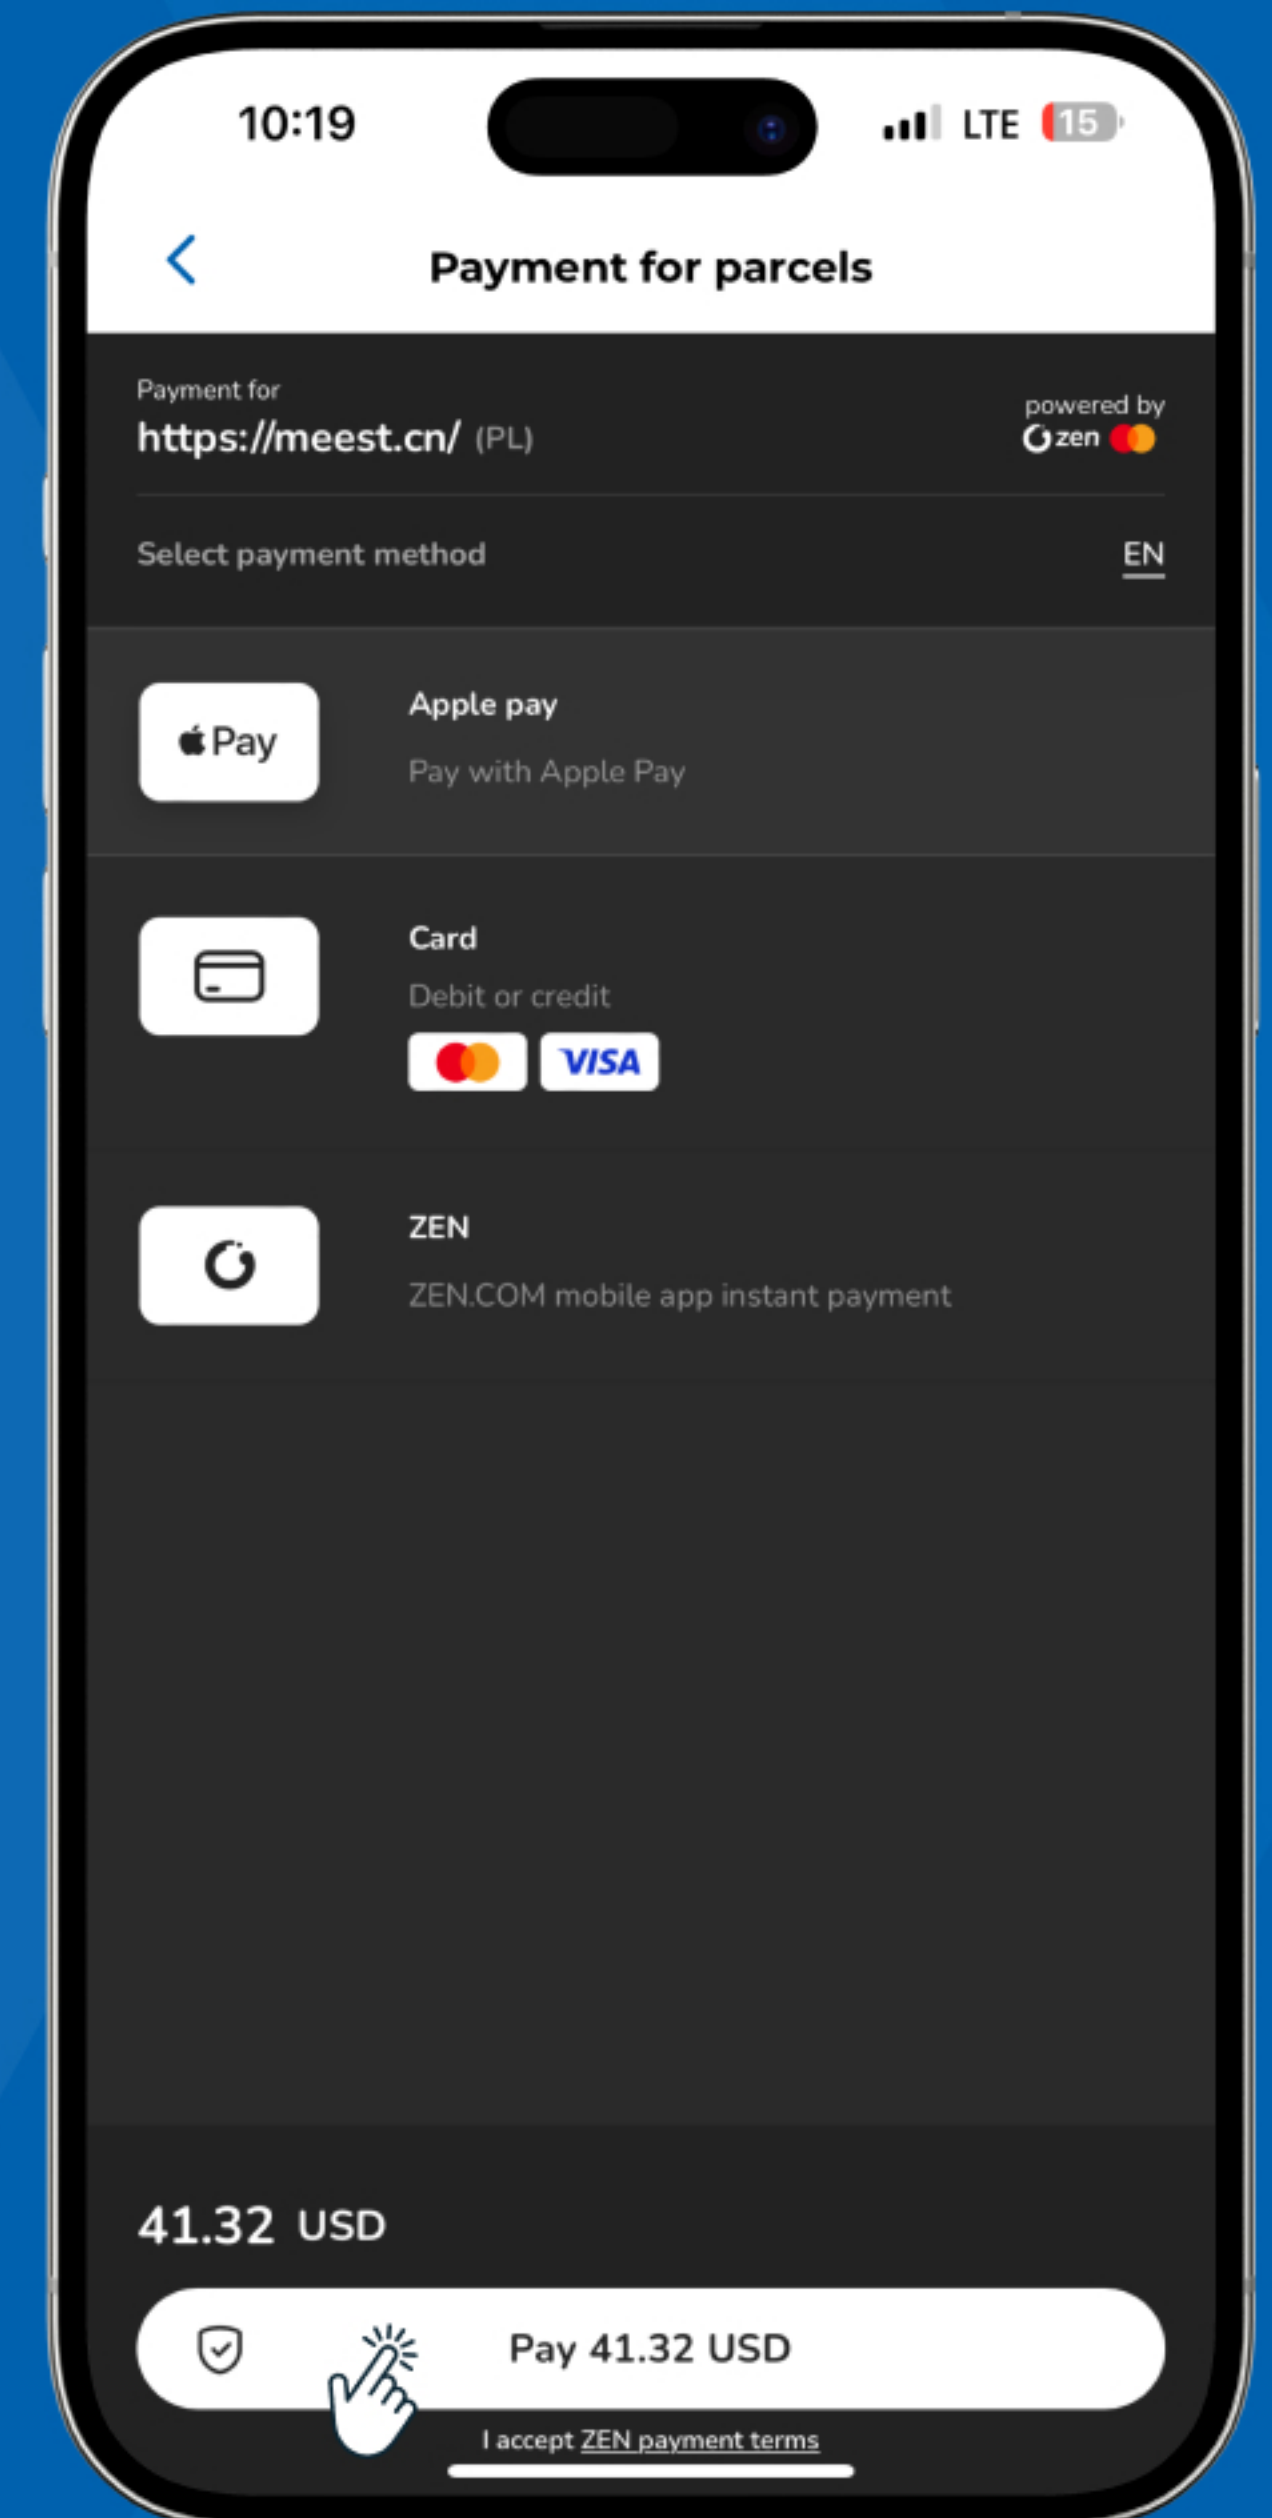 10:19 LTE 15
Payment for parcels
Payment for
https://meest.cn/ (PL)
powered by
zen
Select payment method
EN
Pay
Apple pay
Pay with Apple Pay
Card
Debit or credit
VISA
ZEN
ZEN.COM mobile app instant payment
41.32 USD
Pay 41.32 USD
I accept ZEN payment terms